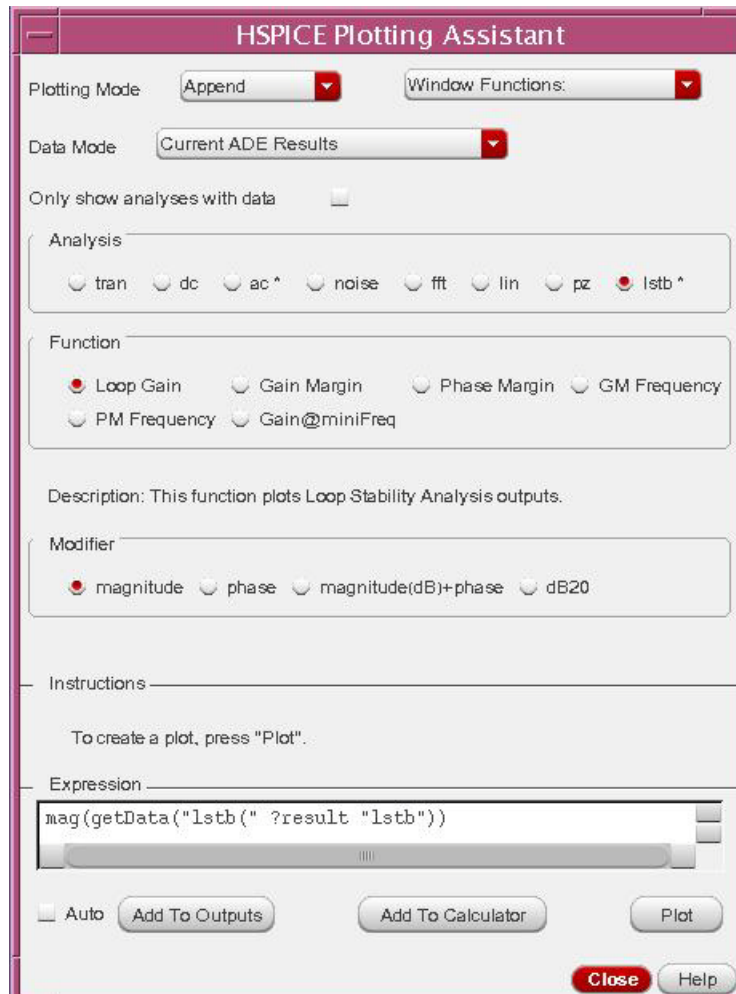 HSPICE Plotting Assistant
Plotting Mode Append Window Functions:
Data Mode Current ADE Results
Only show analyses with data
Analysis
tran dc ac * noise fft lin pz lstb *
Function
Loop Gain Gain Margin Phase Margin GM Frequency
PM Frequency Gain@miniFreq
Description: This function plots Loop Stability Analysis outputs.
Modifier
magnitude phase magnitude(dB)+phase dB20
Instructions
To create a plot, press "Plot".
Expression
mag(getData("lstb(" ?result "lstb"))
Auto Add To Outputs Add To Calculator Plot
Close Help